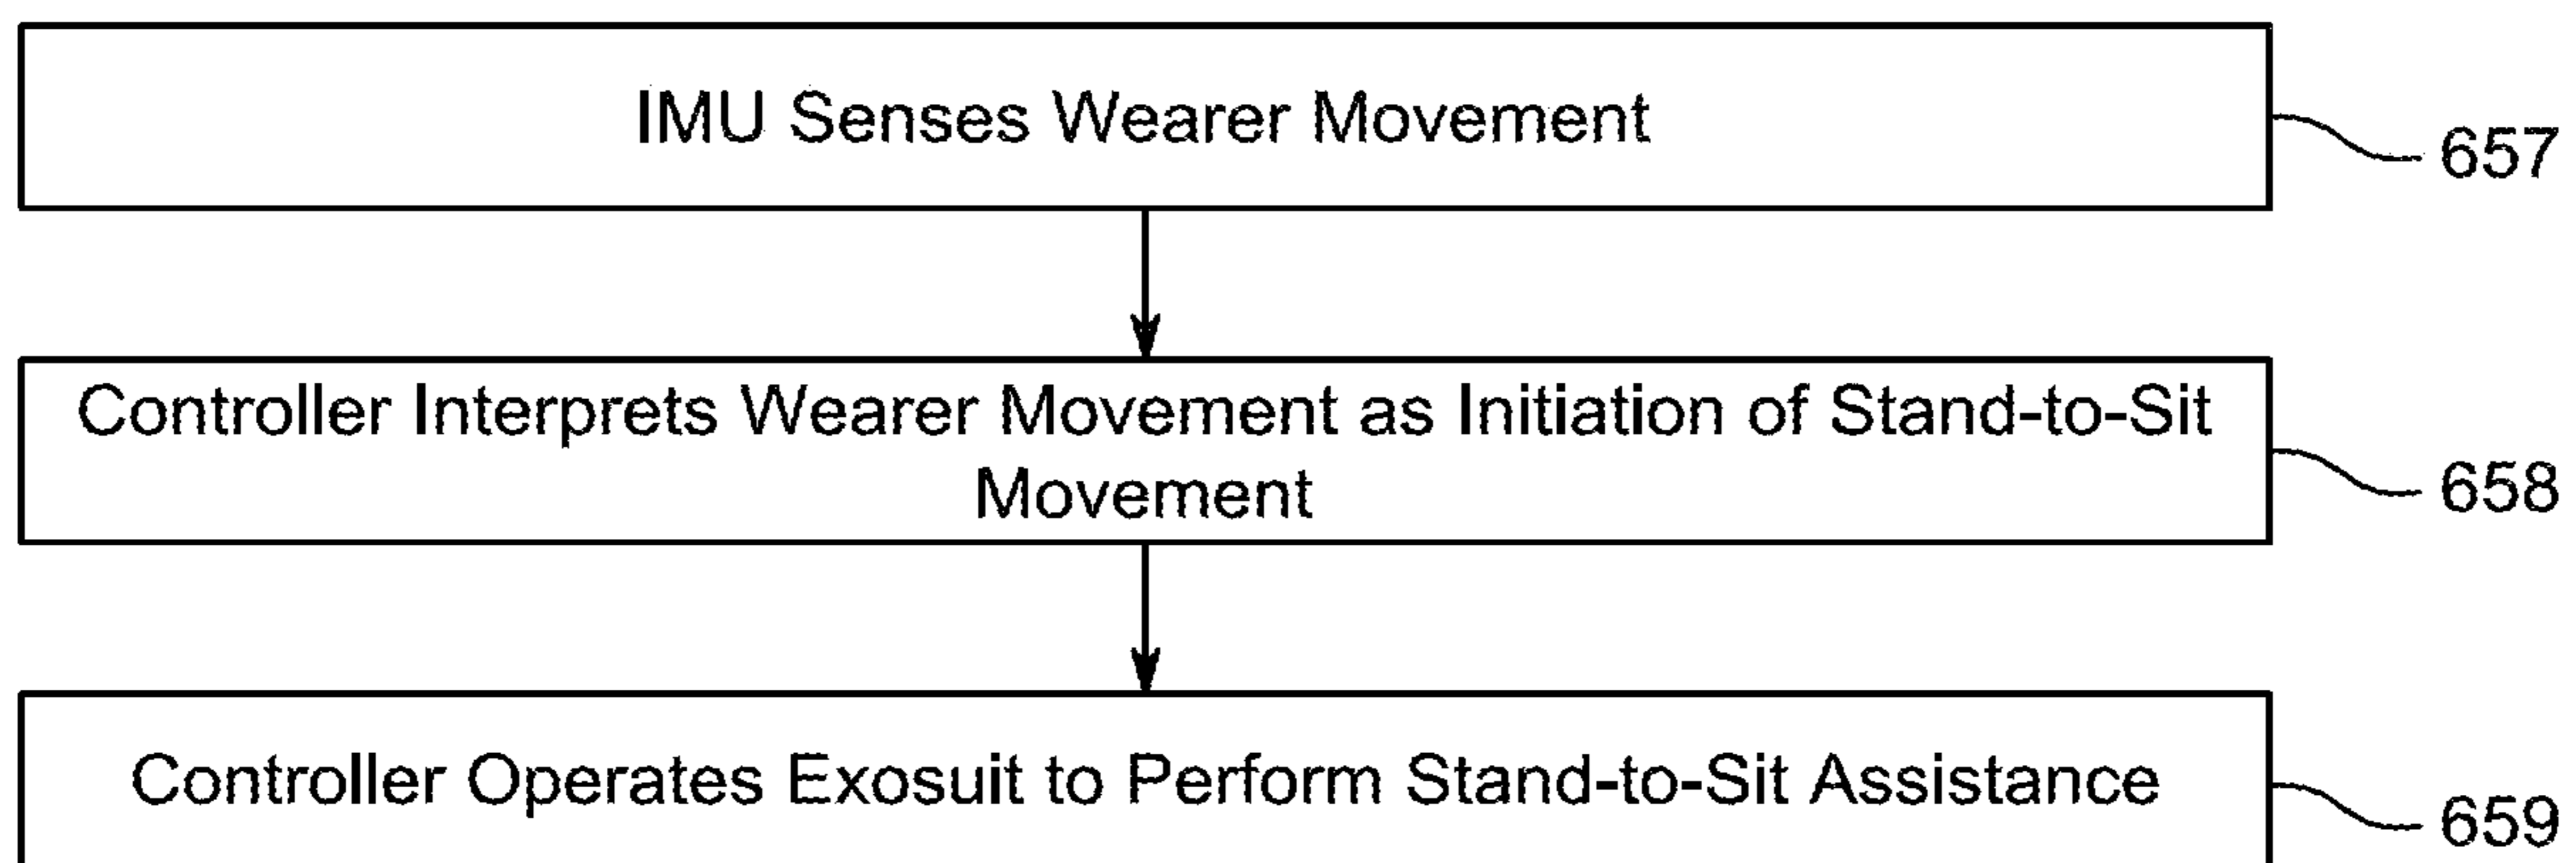 IMU Senses Wearer Movement
657
Controller Interprets Wearer Movement as Initiation of Stand-to-Sit
Movement
658
Controller Operates Exosuit to Perform Stand-to-Sit Assistance
659